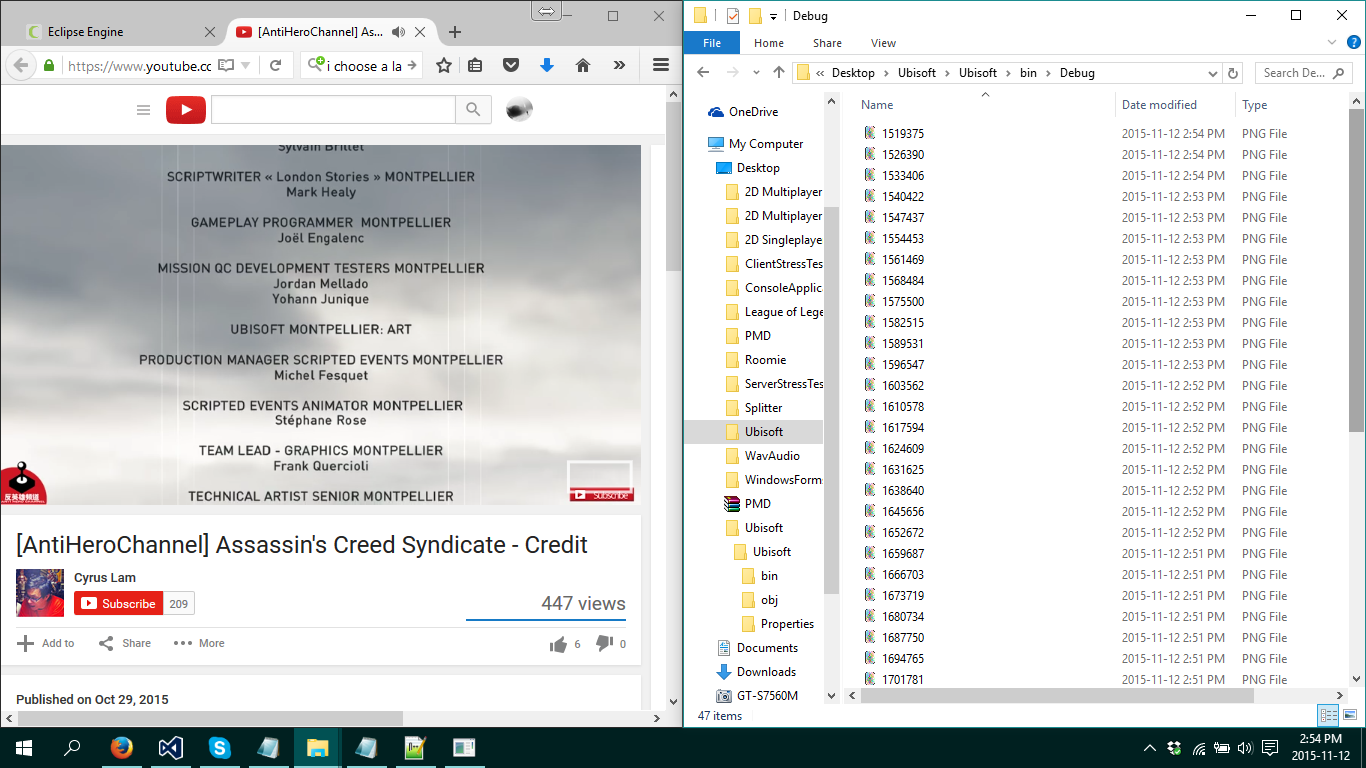 Eclipse Engine
[AntiHeroChannel] As...
https://www.youtube.cc
i choose a la
Sylvain Brillet
SCRIPTWRITER « London Stories » MONTPELLIER
Mark Healy
GAMEPLAY PROGRAMMER MONTPELLIER
Joël Engalenc
MISSION QC DEVELOPMENT TESTERS MONTPELLIER
Jordan Mellado
Yohann Junique
UBISOFT MONTPELLIER: ART
PRODUCTION MANAGER SCRIPTED EVENTS MONTPELLIER
Michel Fesquet
SCRIPTED EVENTS ANIMATOR MONTPELLIER
Stéphane Rose
TEAM LEAD - GRAPHICS MONTPELLIER
Frank Quercioli
TECHNICAL ARTIST SENIOR MONTPELLIER
反英雄頻道
Subscribe
[AntiHeroChannel] Assassin's Creed Syndicate - Credit
Cyrus Lam
Subscribe 209
447 views
Add to Share More 6 0
Published on Oct 29, 2015
Debug
File Home Share View
« Desktop Ubisoft Ubisoft bin Debug
Search De...
OneDrive
My Computer
Desktop
2D Multiplayer
2D Multiplayer
2D Singleplaye
ClientStressTes
ConsoleApplic
League of Lege
PMD
Roomie
ServerStressTes
Splitter
Ubisoft
WavAudio
WindowsForm
PMD
Ubisoft
Ubisoft
bin
obj
Properties
Documents
Downloads
GT-S7560M
Name Date modified Type
1519375 2015-11-12 2:54 PM PNG File
1526390 2015-11-12 2:54 PM PNG File
1533406 2015-11-12 2:54 PM PNG File
1540422 2015-11-12 2:53 PM PNG File
1547437 2015-11-12 2:53 PM PNG File
1554453 2015-11-12 2:53 PM PNG File
1561469 2015-11-12 2:53 PM PNG File
1568484 2015-11-12 2:53 PM PNG File
1575500 2015-11-12 2:53 PM PNG File
1582515 2015-11-12 2:53 PM PNG File
1589531 2015-11-12 2:53 PM PNG File
1596547 2015-11-12 2:53 PM PNG File
1603562 2015-11-12 2:52 PM PNG File
1610578 2015-11-12 2:52 PM PNG File
1617594 2015-11-12 2:52 PM PNG File
1624609 2015-11-12 2:52 PM PNG File
1631625 2015-11-12 2:52 PM PNG File
1638640 2015-11-12 2:52 PM PNG File
1645656 2015-11-12 2:52 PM PNG File
1652672 2015-11-12 2:52 PM PNG File
1659687 2015-11-12 2:51 PM PNG File
1666703 2015-11-12 2:51 PM PNG File
1673719 2015-11-12 2:51 PM PNG File
1680734 2015-11-12 2:51 PM PNG File
1687750 2015-11-12 2:51 PM PNG File
1694765 2015-11-12 2:51 PM PNG File
1701781 2015-11-12 2:51 PM PNG File
47 items
2:54 PM
2015-11-12